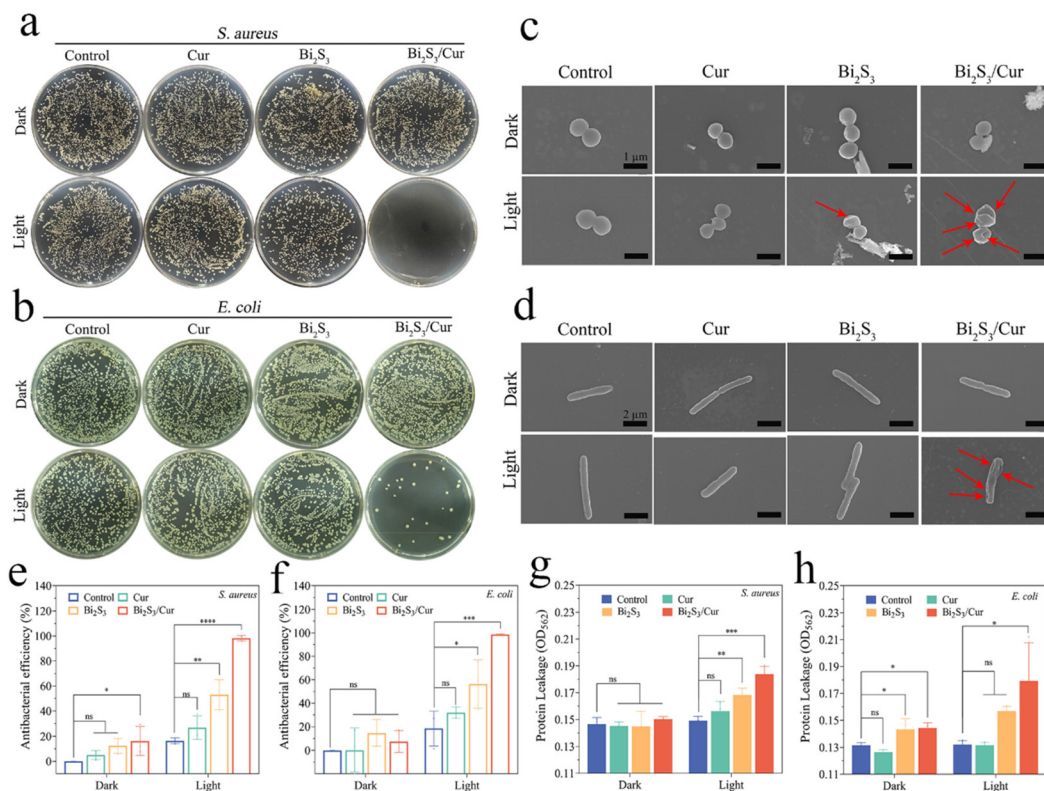 a
S. aureus
Control Cur Bi₂S₃ Bi₂S₃/Cur
Dark
Light
b
E. coli
Control Cur Bi₂S₃ Bi₂S₃/Cur
Dark
Light
c
Control Cur Bi₂S₃ Bi₂S₃/Cur
Dark
1 μm
Light
d
Control Cur Bi₂S₃ Bi₂S₃/Cur
Dark
2 μm
Light
e
Antibacterial efficiency (%)
140
120
100
80
60
40
20
0
Control Cur S. aureus
Bi₂S₃ Bi₂S₃/Cur
****
**
*
ns
ns
Dark Light
f
Antibacterial efficiency (%)
140
120
100
80
60
40
20
0
Control Cur E. coli
Bi₂S₃ Bi₂S₃/Cur
***
*
ns
ns
Dark Light
g
Protein Leakage (OD₅₆₂)
0.25
0.23
0.21
0.19
0.17
0.15
0.13
0.11
Control Cur S. aureus
Bi₂S₃ Bi₂S₃/Cur
***
**
ns
ns
Dark Light
h
Protein Leakage (OD₅₆₂)
0.25
0.23
0.21
0.19
0.17
0.15
0.13
0.11
Control Cur E. coli
Bi₂S₃ Bi₂S₃/Cur
*
ns
*
*
ns
Dark Light